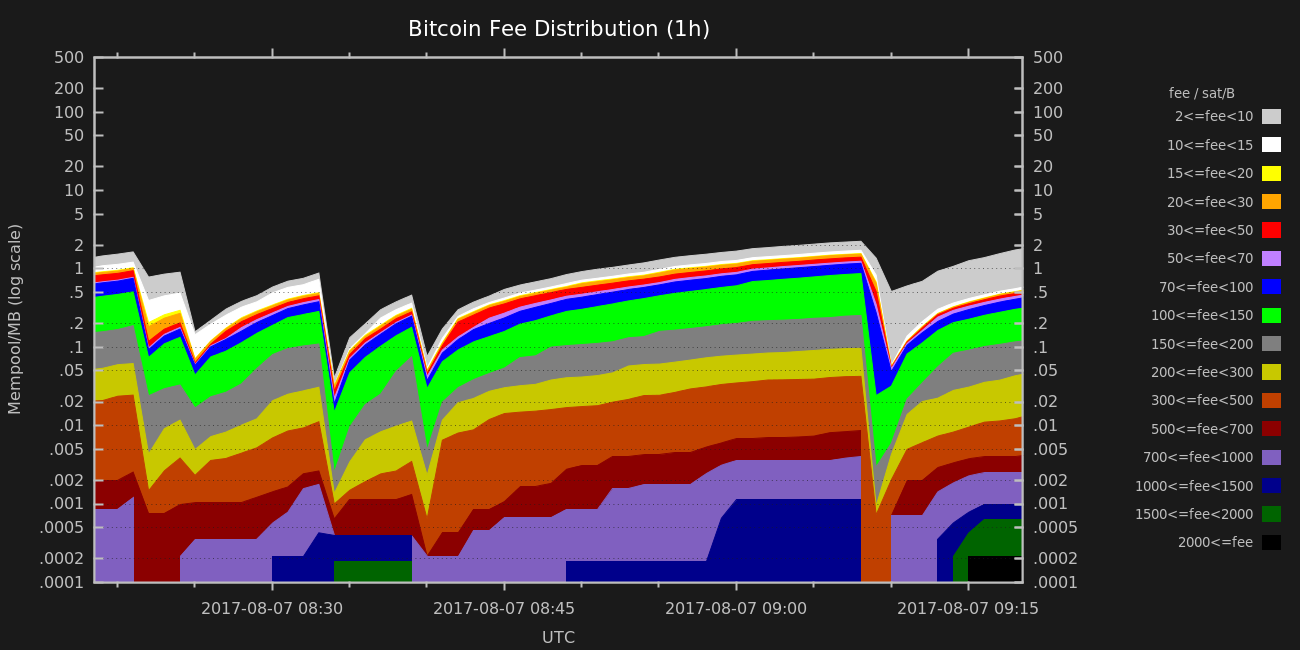 Bitcoin Fee Distribution (1h)
Mempool/MB (log scale)
500
200
100
50
20
10
5
2
1
.5
.2
.1
.05
.02
.01
.005
.002
.001
.0005
.0002
.0001
500
200
100
50
20
10
5
2
1
.5
.2
.1
.05
.02
.01
.005
.002
.001
.0005
.0002
.0001
2017-08-07 08:30
2017-08-07 08:45
2017-08-07 09:00
2017-08-07 09:15
UTC
fee / sat/B
2<=fee<10
10<=fee<15
15<=fee<20
20<=fee<30
30<=fee<50
50<=fee<70
70<=fee<100
100<=fee<150
150<=fee<200
200<=fee<300
300<=fee<500
500<=fee<700
700<=fee<1000
1000<=fee<1500
1500<=fee<2000
2000<=fee